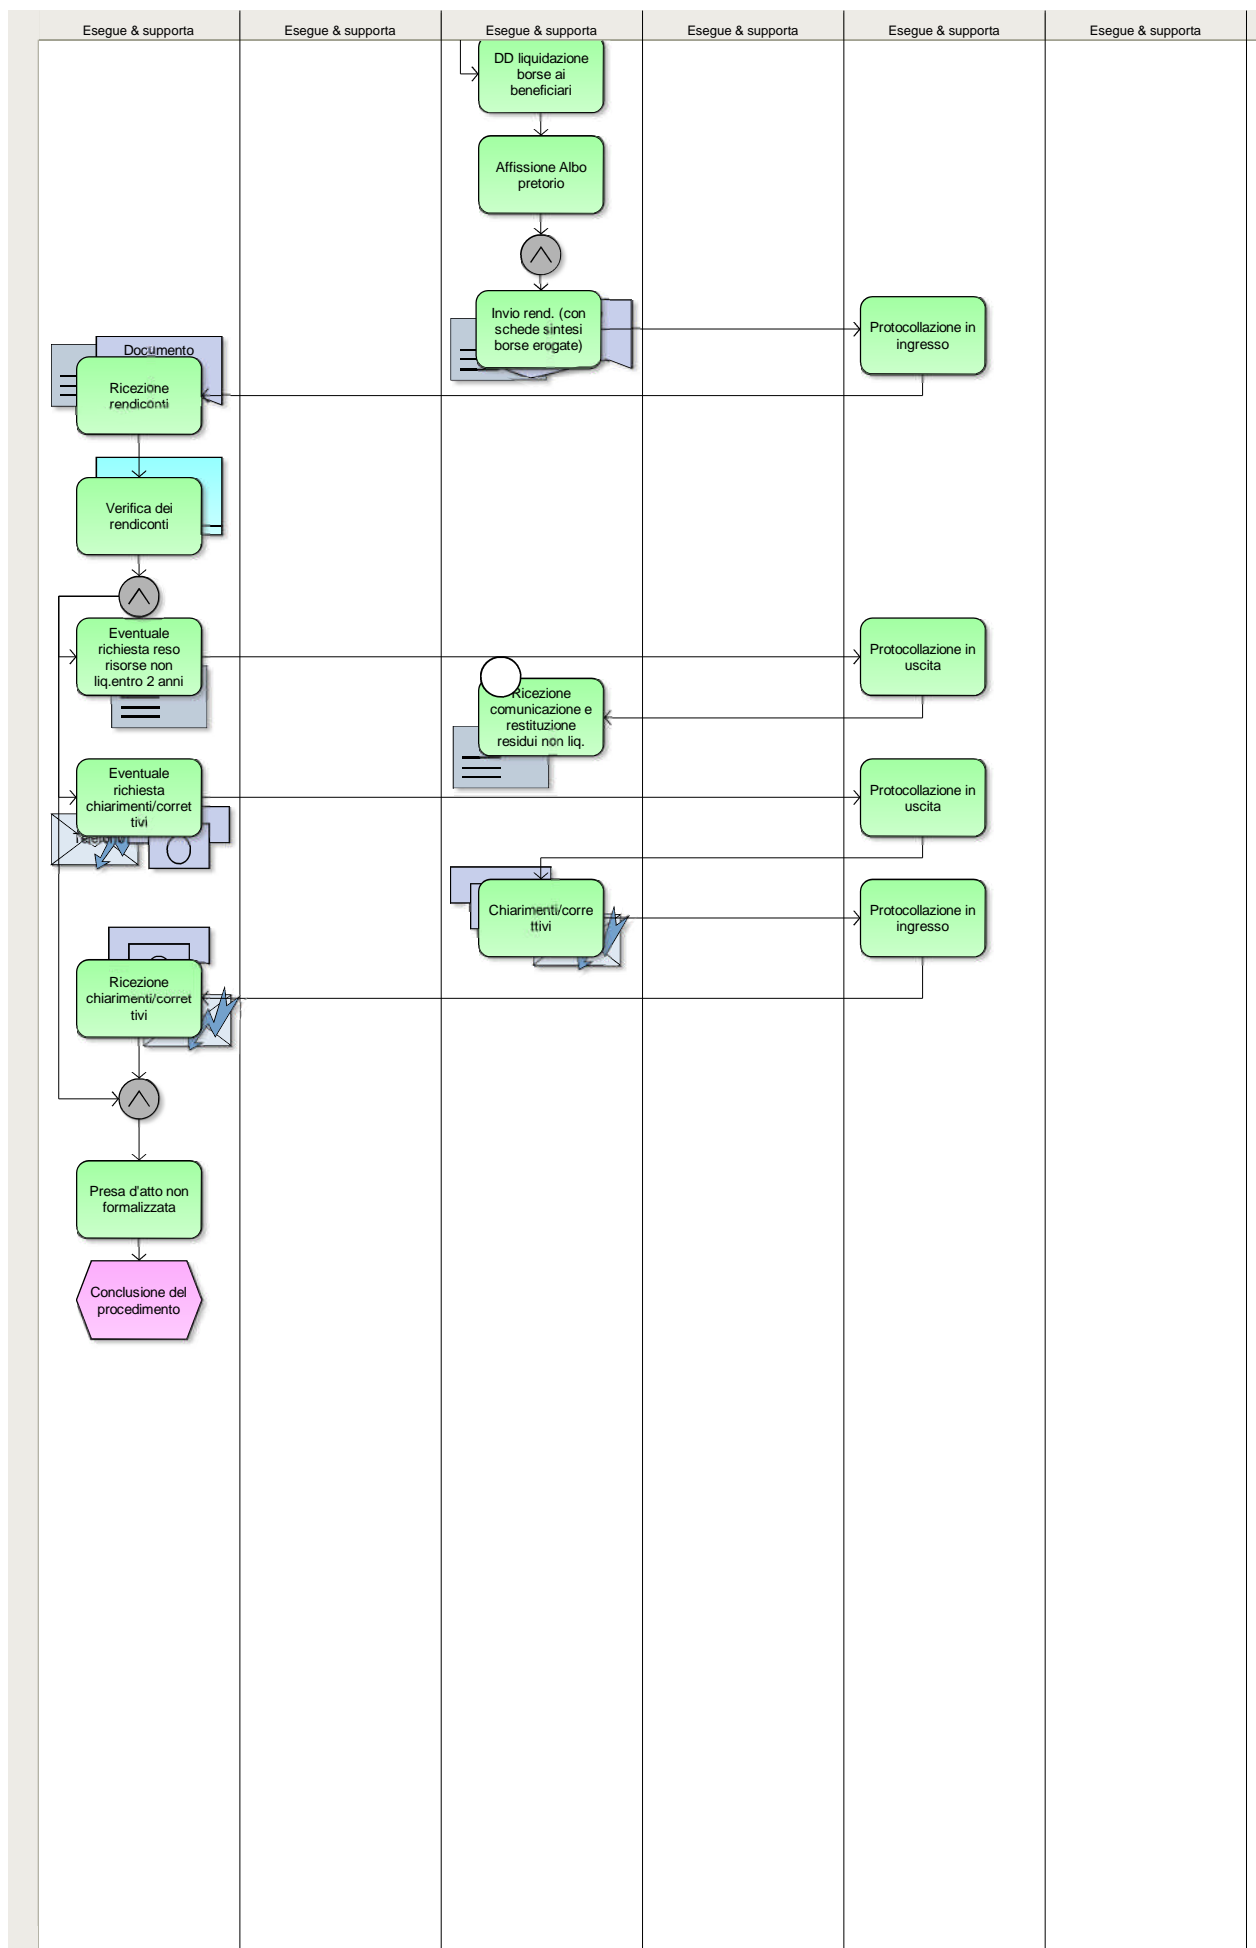 Esegue & supporta
Esegue & supporta
Esegue & supporta
Esegue & supporta
Esegue & supporta
Esegue & supporta
DD liquidazione
borse ai
beneficiari
Affissione Albo
pretorio
Invio rend. (con
schede sintesi
borse erogate)
Protocollazione in
ingresso
Documento
Ricezione
rendiconti
Verifica dei
rendiconti
Eventuale
richiesta reso
risorse non
liq.entro 2 anni
Protocollazione in
uscita
Ricezione
comunicazione e
restituzione
residui non liq.
Eventuale
richiesta
chiarimenti/corret
tivi
Telefono
Protocollazione in
uscita
Chiarimenti/corre
ttivi
Protocollazione in
ingresso
Ricezione
chiarimenti/corret
tivi
Presa d'atto non
formalizzata
Conclusione del
procedimento